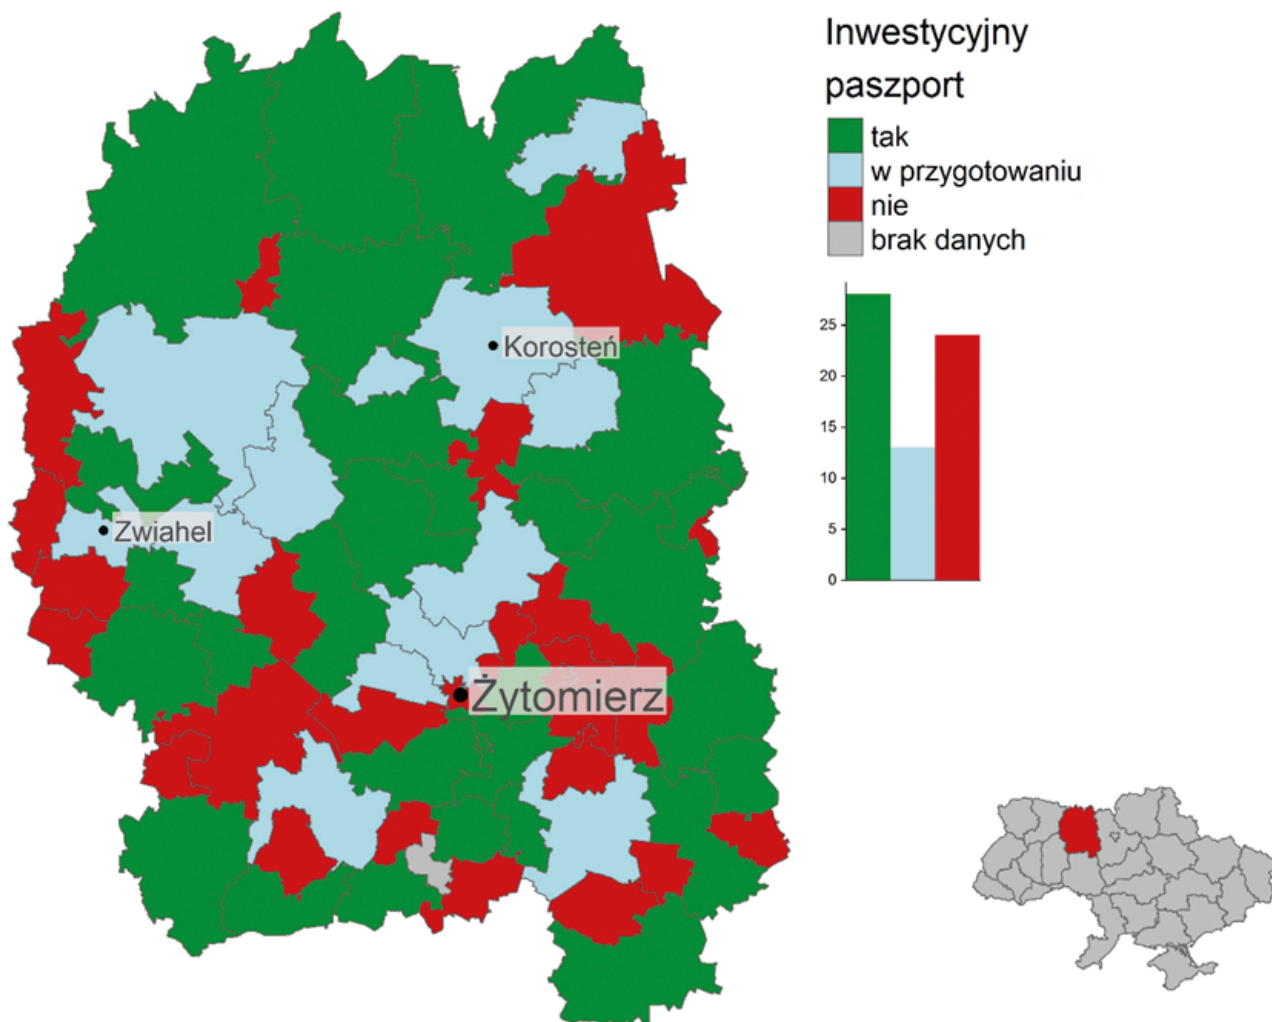 Inwestycyjny
paszport
tak
w przygotowaniu
nie
brak danych
25
20
15
10
5
0
Korosteń
Zwiahel
Żytomierz